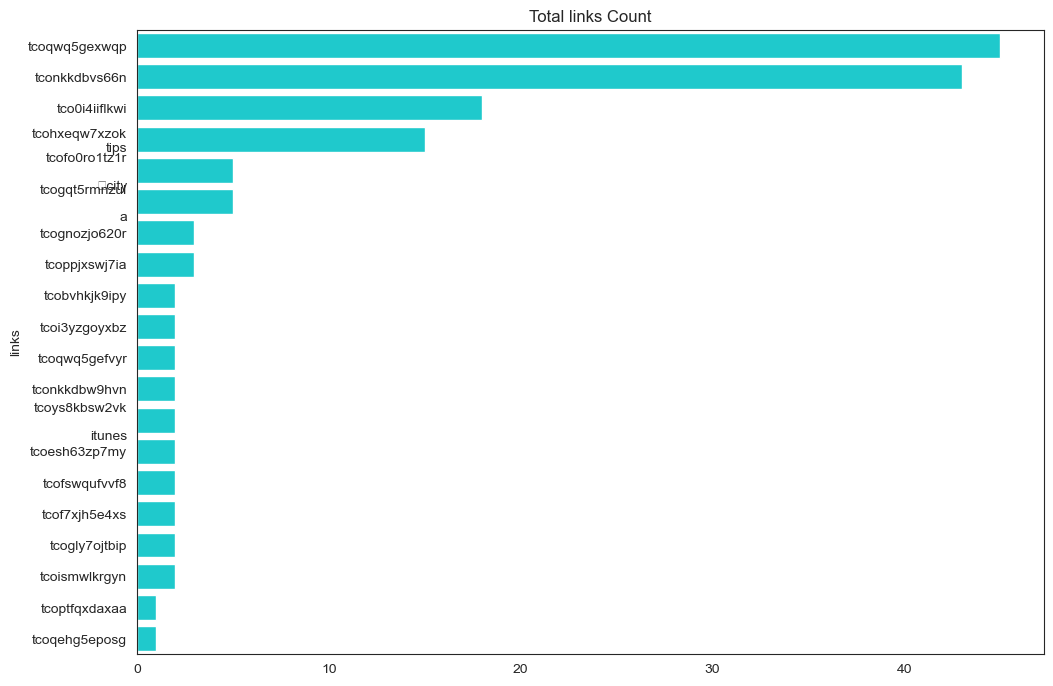 Total links Count
tcoqwq5gexwqp
tconkkdbvs66n
tco0i4iiflkwi
tcohxeqw7xzok
tips
tcofo0ro1tz1r
city
a
tcognozjo620r
tcoppjxswj7ia
tcobvhkjk9ipy
tcoi3yzgoyxbz
tcoqwq5gefvyr
tconkkdbw9hvn
tcoys8kbsw2vk
itunes
tcoesh63zp7my
tcofswqufvvf8
tcof7xjh5e4xs
tcogly7ojtbip
tcoismwlkrgyn
tcoptfqxdaxaa
tcoqehg5eposg
links
0 10 20 30 40